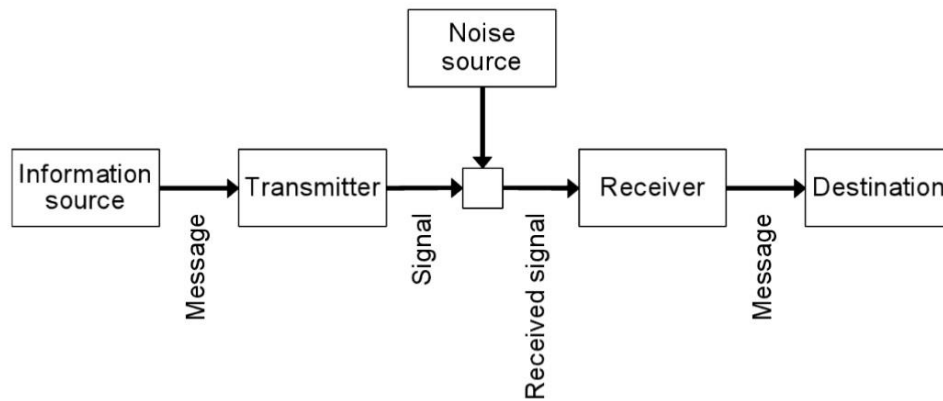 Noise
source
Information
source
Transmitter
Receiver
Destination
Message
Signal
Received signal
Message